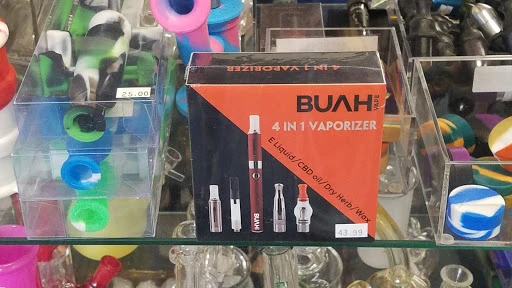 4 IN 1 VAPORIZER
BUAH VAPE
4 IN 1 VAPORIZER
E Liquid/CBD oil/Dry Herb/Wax
BUAH
25.00
43.99